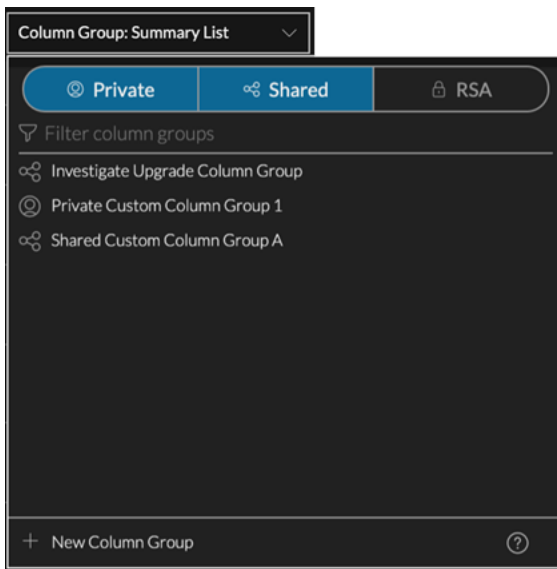 Column Group: Summary List
Private Shared RSA
Filter column groups
Investigate Upgrade Column Group
Private Custom Column Group 1
Shared Custom Column Group A
+ New Column Group ?